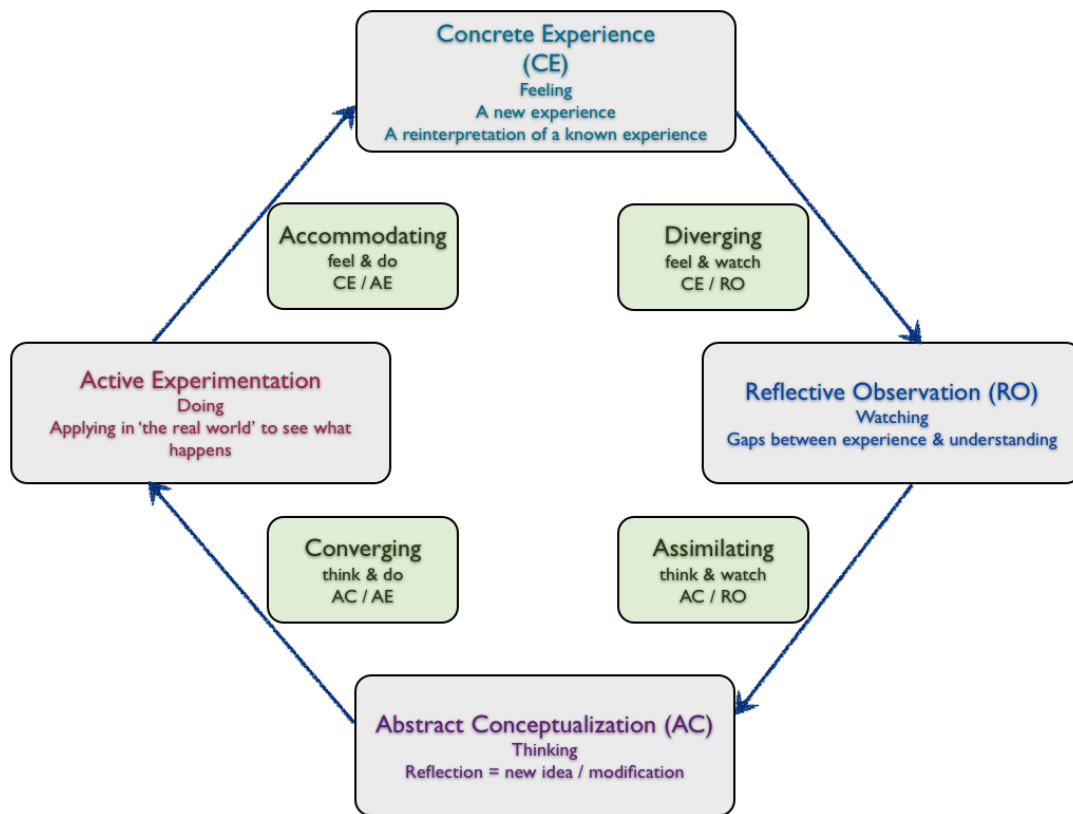 Concrete Experience
(CE)
Feeling
A new experience
A reinterpretation of a known experience
Accommodating
feel & do
CE / AE
Diverging
feel & watch
CE / RO
Active Experimentation
Doing
Applying in ‘the real world’ to see what
happens
Reflective Observation (RO)
Watching
Gaps between experience & understanding
Converging
think & do
AC / AE
Assimilating
think & watch
AC / RO
Abstract Conceptualization (AC)
Thinking
Reflection = new idea / modification